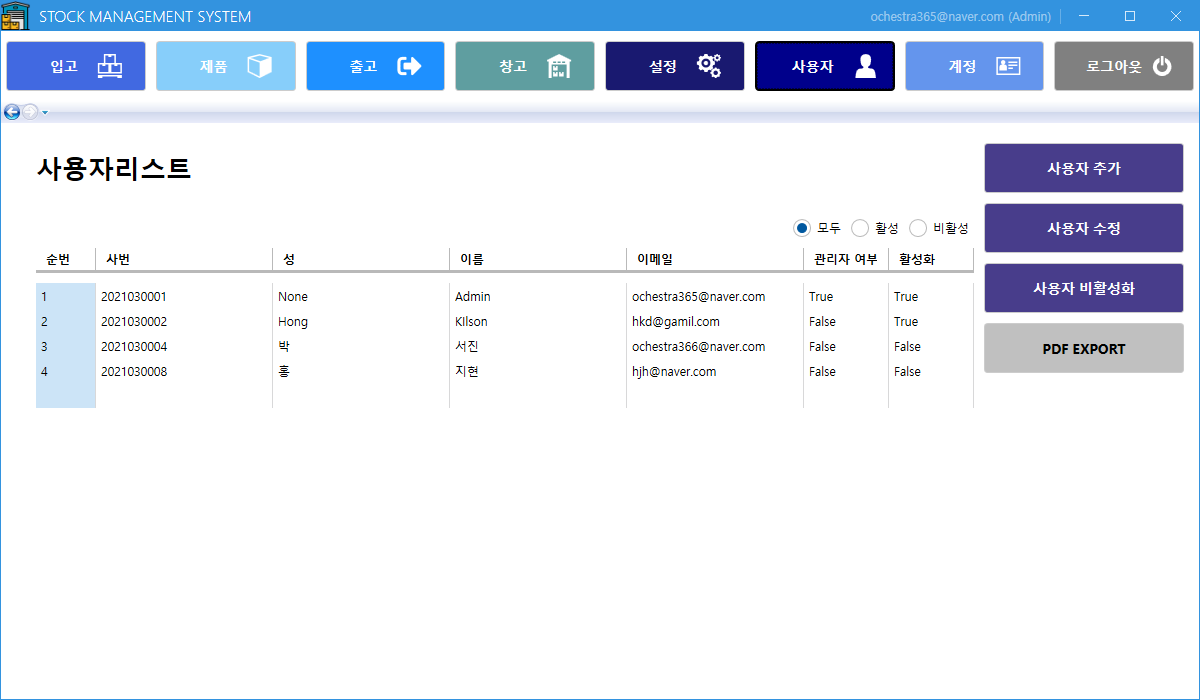 STOCK MANAGEMENT SYSTEM ochestra365@naver.com (Admin)
입고 제품 출고 창고 설정 사용자 계정 로그아웃
사용자리스트
사용자 추가
사용자 수정
모두 활성 비활성
순번 사번 성 이름 이메일 관리자 여부 활성화
사용자 비활성화
1 2021030001 None Admin ochestra365@naver.com True True
2 2021030002 Hong KIlson hkd@gamil.com False True
3 2021030004 박 서진 ochestra366@naver.com False False
PDF EXPORT
4 2021030008 홍 지현 hjh@naver.com False False